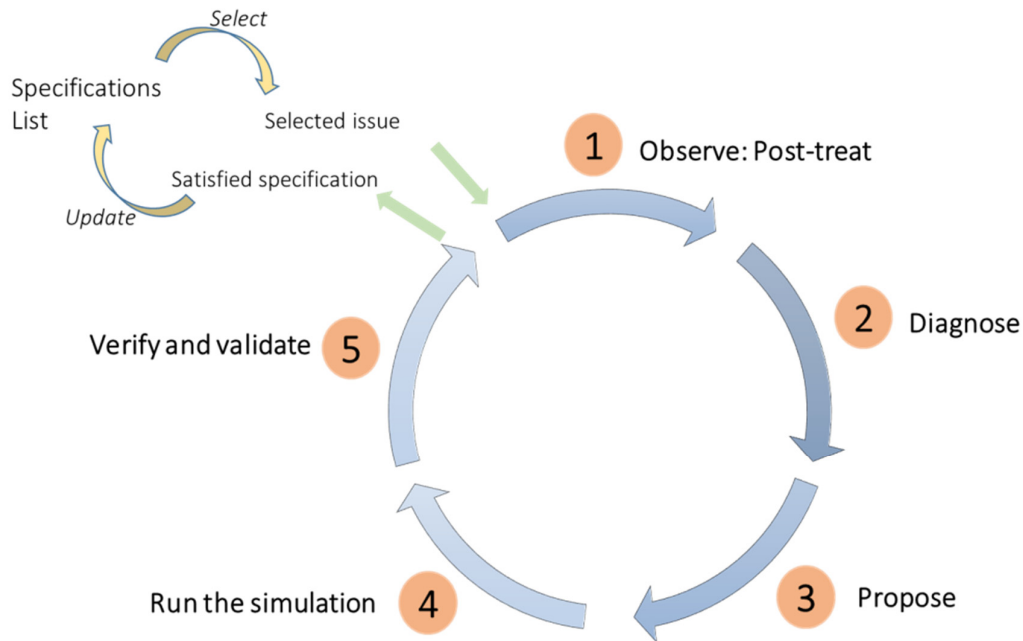 Select
Specifications
List
Selected issue
Satisfied specification
Update
1
Observe: Post-treat
2
Diagnose
3
Propose
4
Run the simulation
5
Verify and validate